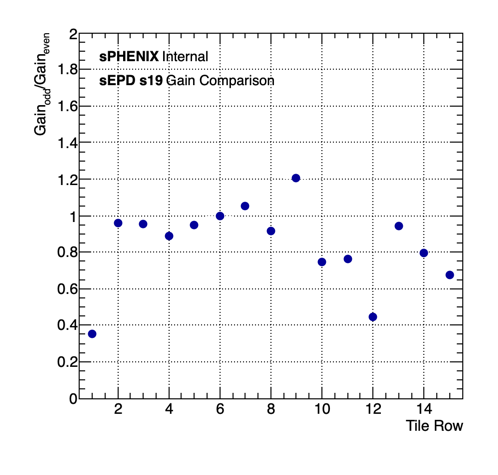 sPHENIX Internal
sEPD s19 Gain Comparison
Gain_odd/Gain_even
2
1.8
1.6
1.4
1.2
1
0.8
0.6
0.4
0.2
0
2 4 6 8 10 12 14
Tile Row